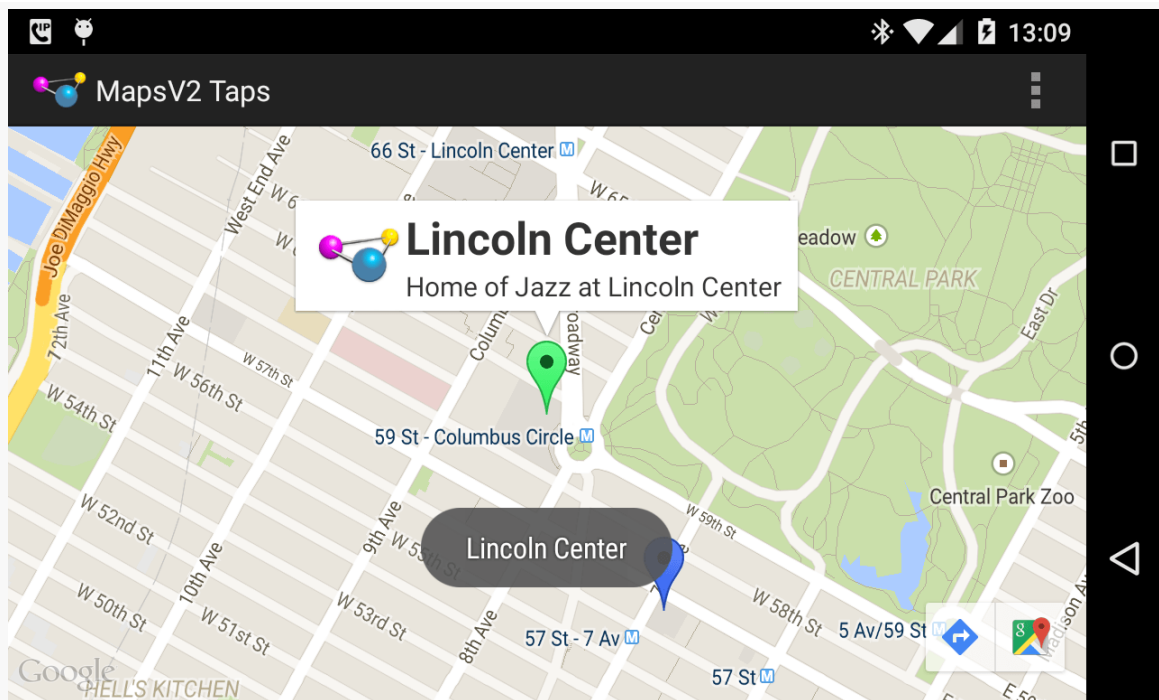 IP
13:09
MapsV2 Taps
66 St - Lincoln Center M
Joe DiMaggio Hwy
West End Ave
Lincoln Center
Home of Jazz at Lincoln Center
CENTRAL PARK
East Dr
12th Ave
11th Ave
W 57th St
W 56th St
W 54th St
59 St - Columbus Circle M
Central Park Zoo
W 52nd St
9th Ave
W 59th St
Lincoln Center
10th Ave
W 50th St
W 51st St
W 53rd St
8th Ave
57 St - 7 Av M
W 58th St
5 Av/59 St M
57 St M
Google
HELL'S KITCHEN